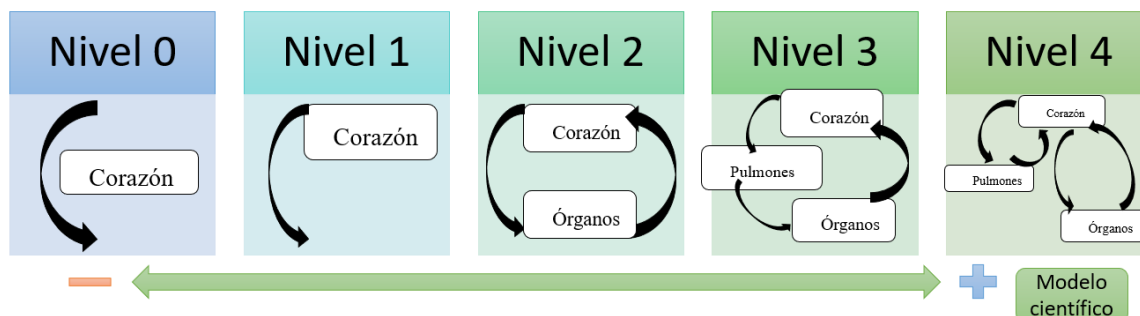 Nivel 0
Corazón
Nivel 1
Corazón
Nivel 2
Corazón
Órganos
Nivel 3
Corazón
Pulmones
Órganos
Nivel 4
Corazón
Pulmones
Órganos
Modelo
científico